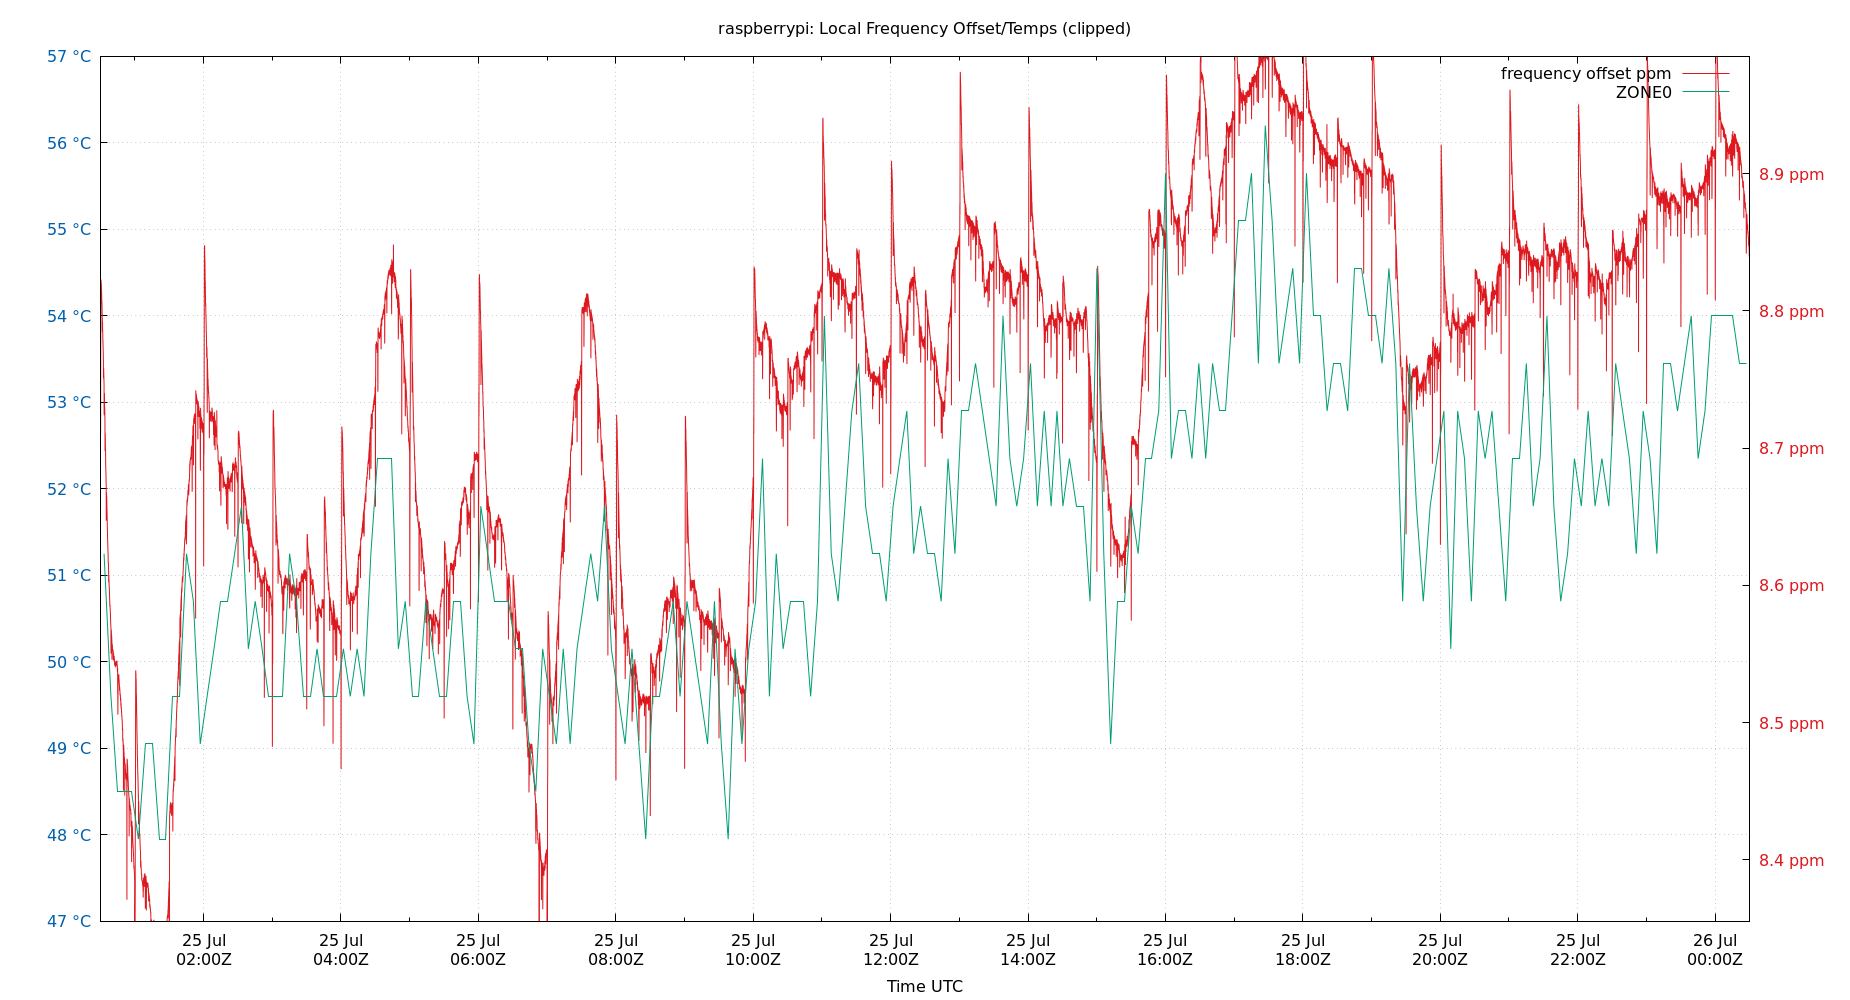 raspberrypi: Local Frequency Offset/Temps (clipped)
57 °C
56 °C
55 °C
54 °C
53 °C
52 °C
51 °C
50 °C
49 °C
48 °C
47 °C
frequency offset ppm
ZONE0
8.9 ppm
8.8 ppm
8.7 ppm
8.6 ppm
8.5 ppm
8.4 ppm
25 Jul
02:00Z
25 Jul
04:00Z
25 Jul
06:00Z
25 Jul
08:00Z
25 Jul
10:00Z
25 Jul
12:00Z
25 Jul
14:00Z
25 Jul
16:00Z
25 Jul
18:00Z
25 Jul
20:00Z
25 Jul
22:00Z
26 Jul
00:00Z
Time UTC